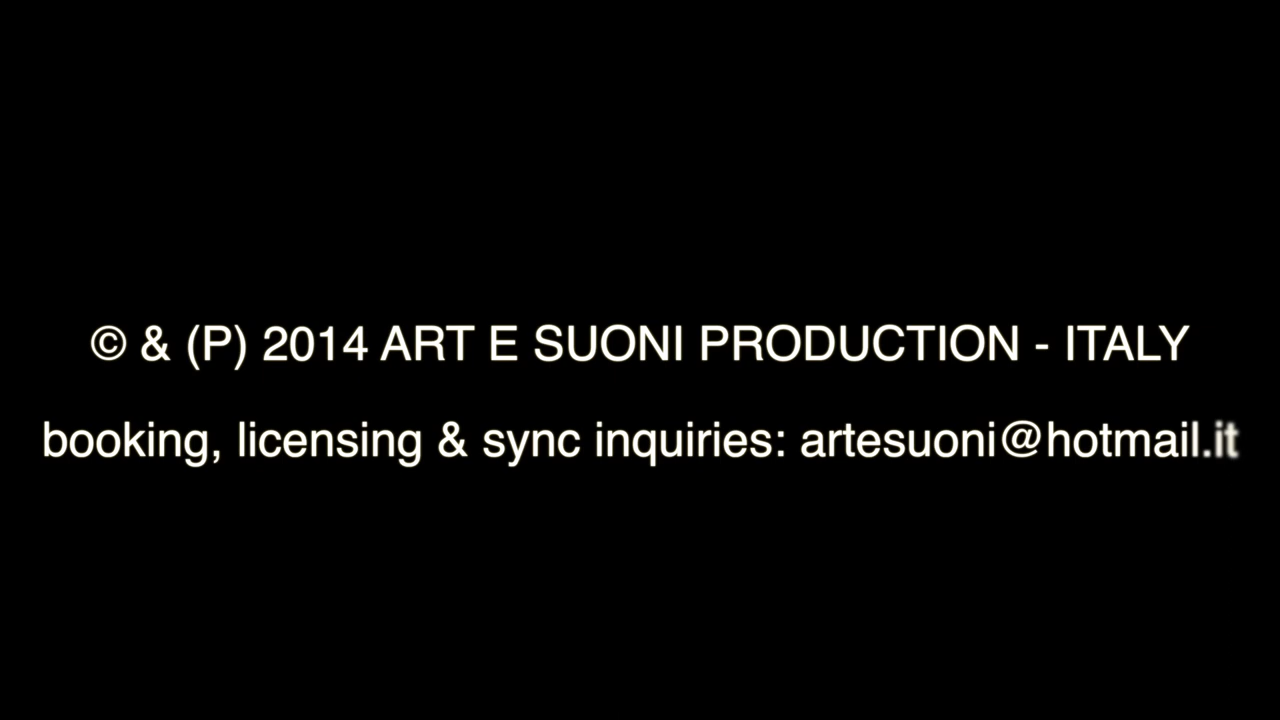 © & (P) 2014 ART E SUONI PRODUCTION - ITALY
booking, licensing & sync inquiries: artesuoni@hotmail.it